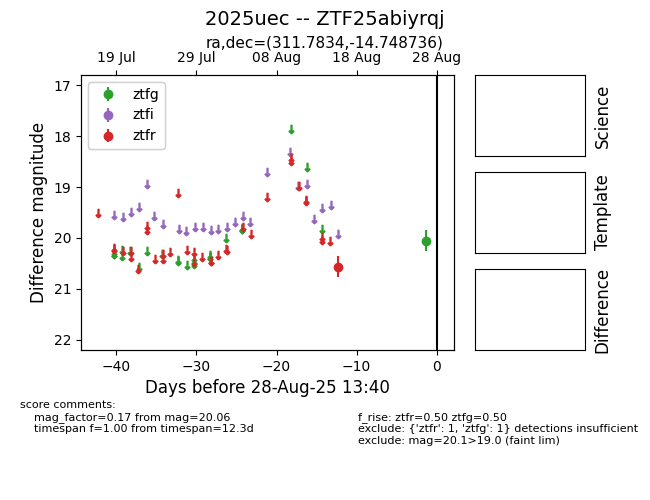 2025uec -- ZTF25abiyrqj
ra,dec=(311.7834,-14.748736)
19 Jul 29 Jul 08 Aug 18 Aug 28 Aug
17
18
19
20
21
22
Difference magnitude
ztfg
ztfi
ztfr
−40 −30 −20 −10 0
Days before 28-Aug-25 13:40
Science
Template
Difference
score comments:
mag_factor=0.17 from mag=20.06
timespan f=1.00 from timespan=12.3d
f_rise: ztfr=0.50 ztfg=0.50
exclude: {'ztfr': 1, 'ztfg': 1} detections insufficient
exclude: mag=20.1>19.0 (faint lim)